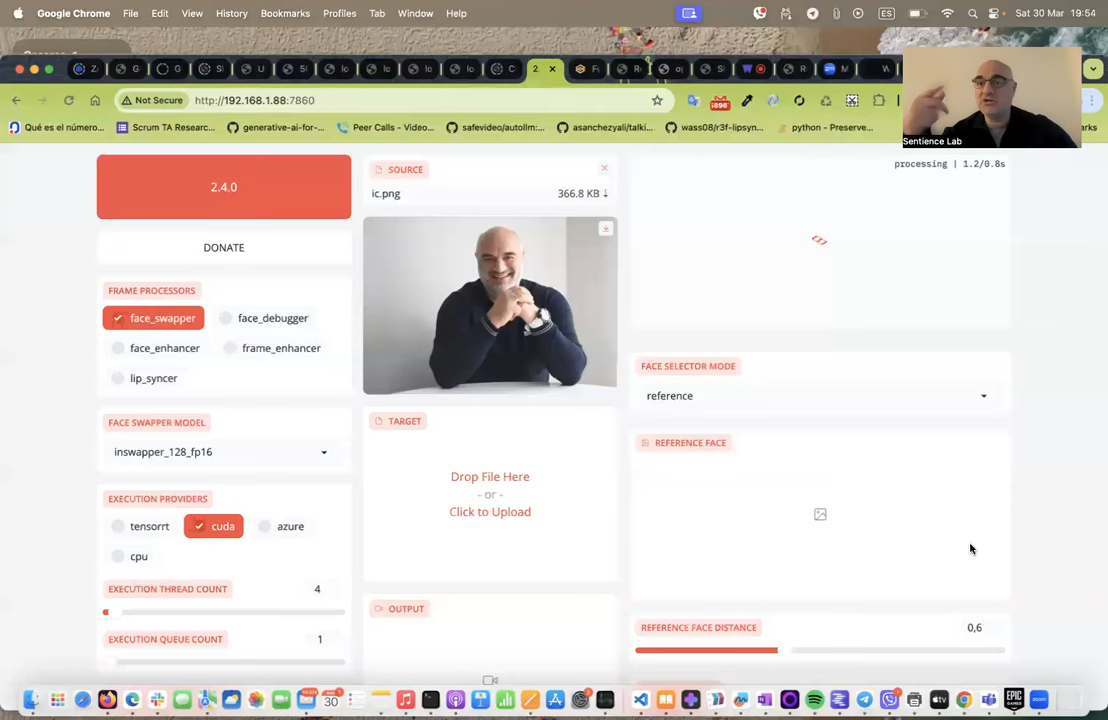 Google Chrome File Edit View History Bookmarks Profiles Tab Window Help
ES Sat 30 Mar 19:54
Not Secure http://192.168.1.88:7860
Qué es el número... Scrum TA Researc... generative-ai-for-... Peer Calls – Video... safevideo/autollm:... asanchezyali/talki... wass08/r3f-lipsyn... python - Preserve...
Sentience Lab
2.4.0
DONATE
FRAME PROCESSORS
face_swapper face_debugger
face_enhancer frame_enhancer
lip_syncer
FACE SWAPPER MODEL
inswapper_128_fp16
EXECUTION PROVIDERS
tensorrt cuda azure
cpu
EXECUTION THREAD COUNT 4
EXECUTION QUEUE COUNT 1
SOURCE
ic.png 366.8 KB ↓
TARGET
Drop File Here
- or -
Click to Upload
OUTPUT
processing | 1.2/0.8s
FACE SELECTOR MODE
reference
REFERENCE FACE
REFERENCE FACE DISTANCE 0,6